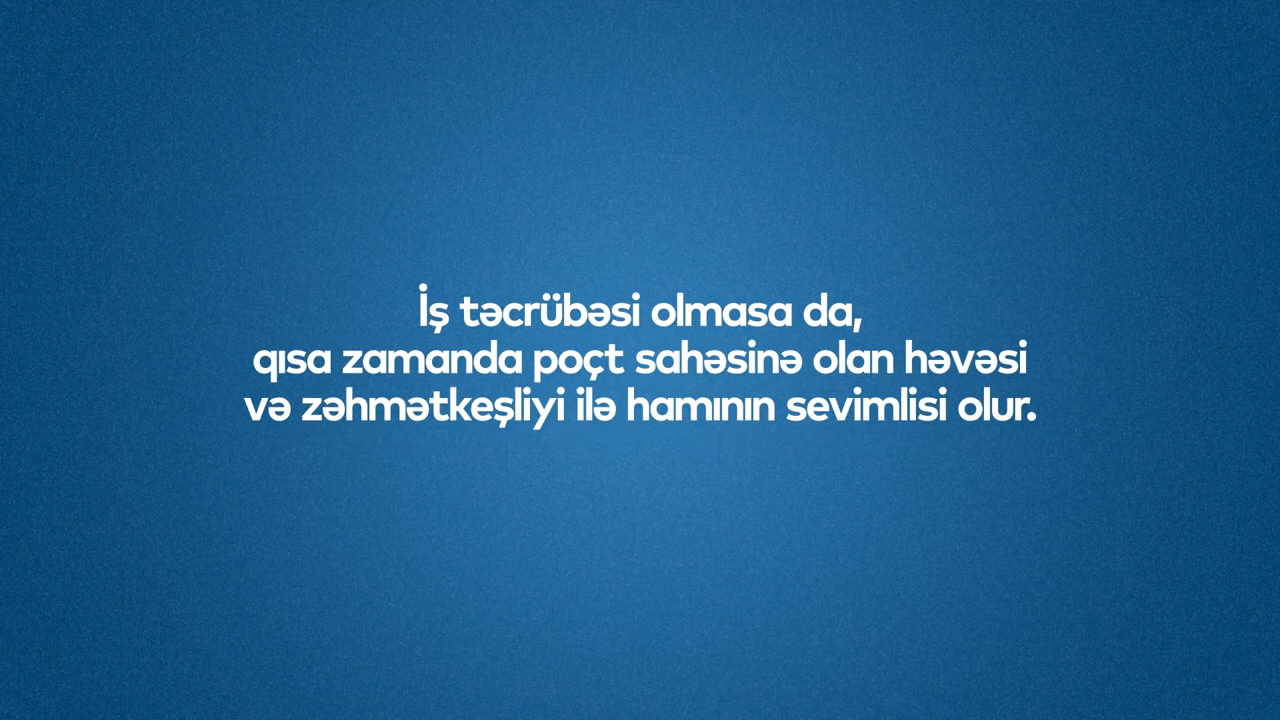 İş təcrübəsi olmasa da,
qısa zamanda poçt sahəsinə olan həvəsi
və zəhmətkeşliyi ilə hamının sevimlisi olur.